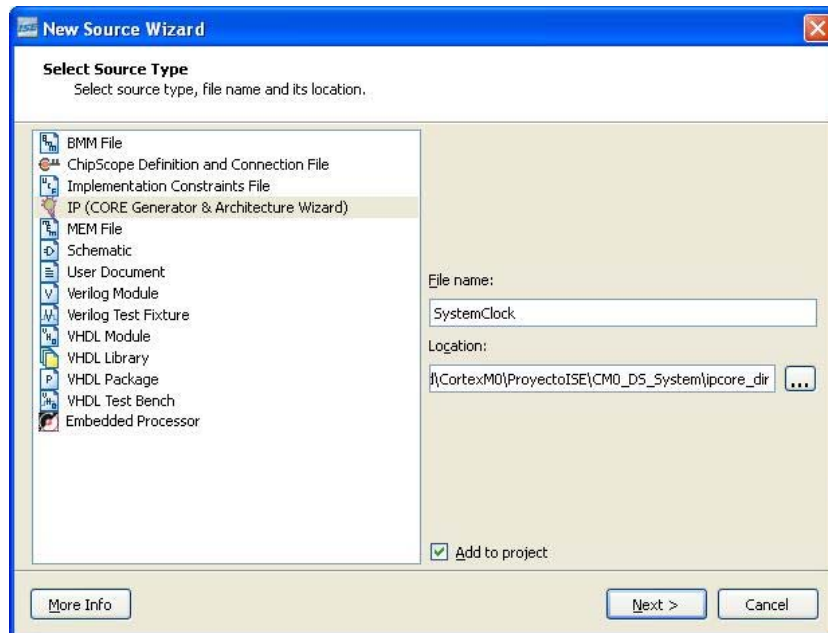 New Source Wizard
Select Source Type
Select source type, file name and its location.
BMM File
ChipScope Definition and Connection File
Implementation Constraints File
IP (CORE Generator & Architecture Wizard)
MEM File
Schematic
User Document
Verilog Module
Verilog Test Fixture
VHDL Module
VHDL Library
VHDL Package
VHDL Test Bench
Embedded Processor
File name:
SystemClock
Location:
\CortexM0\ProyectoISE\CM0_DS_System\ipcore_dir
...
Add to project
More Info
Next >
Cancel